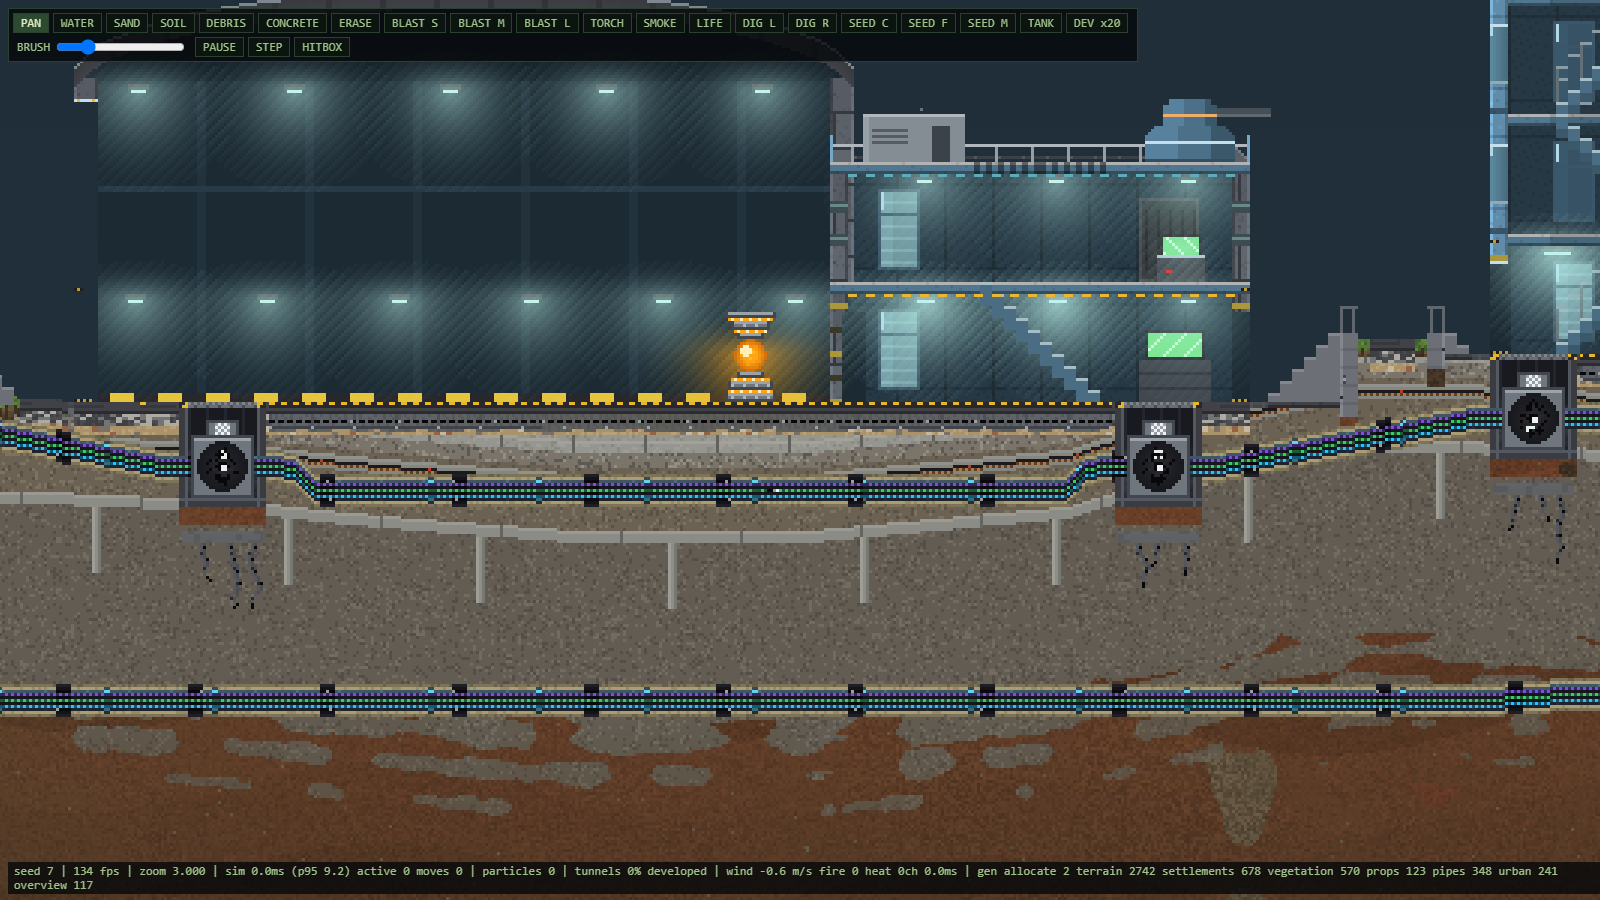 PAN WATER SAND SOIL DEBRIS CONCRETE ERASE BLAST S BLAST M BLAST L TORCH SMOKE LIFE DIG L DIG R SEED C SEED F SEED M TANK DEV x20
BRUSH PAUSE STEP HITBOX
seed 7 | 134 fps | zoom 3.000 | sim 0.0ms (p95 9.2) active 0 moves 0 | particles 0 | tunnels 0% developed | wind -0.6 m/s fire 0 heat 0ch 0.0ms | gen allocate 2 terrain 2742 settlements 678 vegetation 570 props 123 pipes 348 urban 241
overview 117